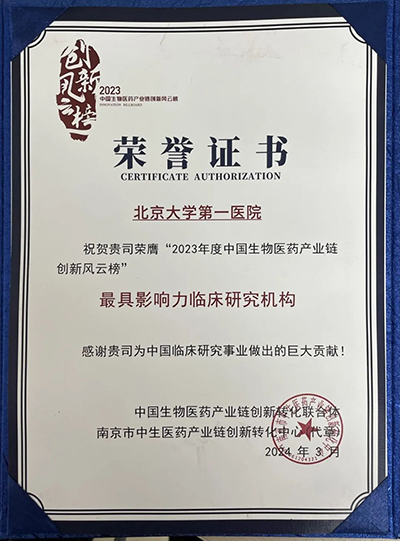 创新
风云榜
2023
中国生物医药产业链创新风云榜
INNOVATION BILLBOARD
荣誉证书
CERTIFICATE AUTHORIZATION
北京大学第一医院
祝贺贵司荣膺“2023年度中国生物医药产业链
创新风云榜”
最具影响力临床研究机构
感谢贵司为中国临床研究事业做出的巨大贡献!
中国生物医药产业链创新转化联合体
南京市中生医药产业链创新转化中心(代章)
2024 年 3 月